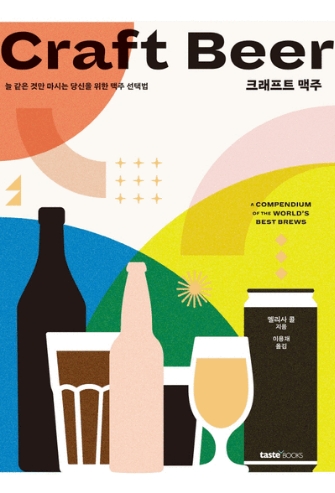 Craft Beer
늘 같은 것만 마시는 당신을 위한 맥주 선택법
크래프트 맥주
A COMPENDIUM
OF THE WORLD'S
BEST BREWS
멜리사 콜
지음
이용재
옮김
taste BOOKS